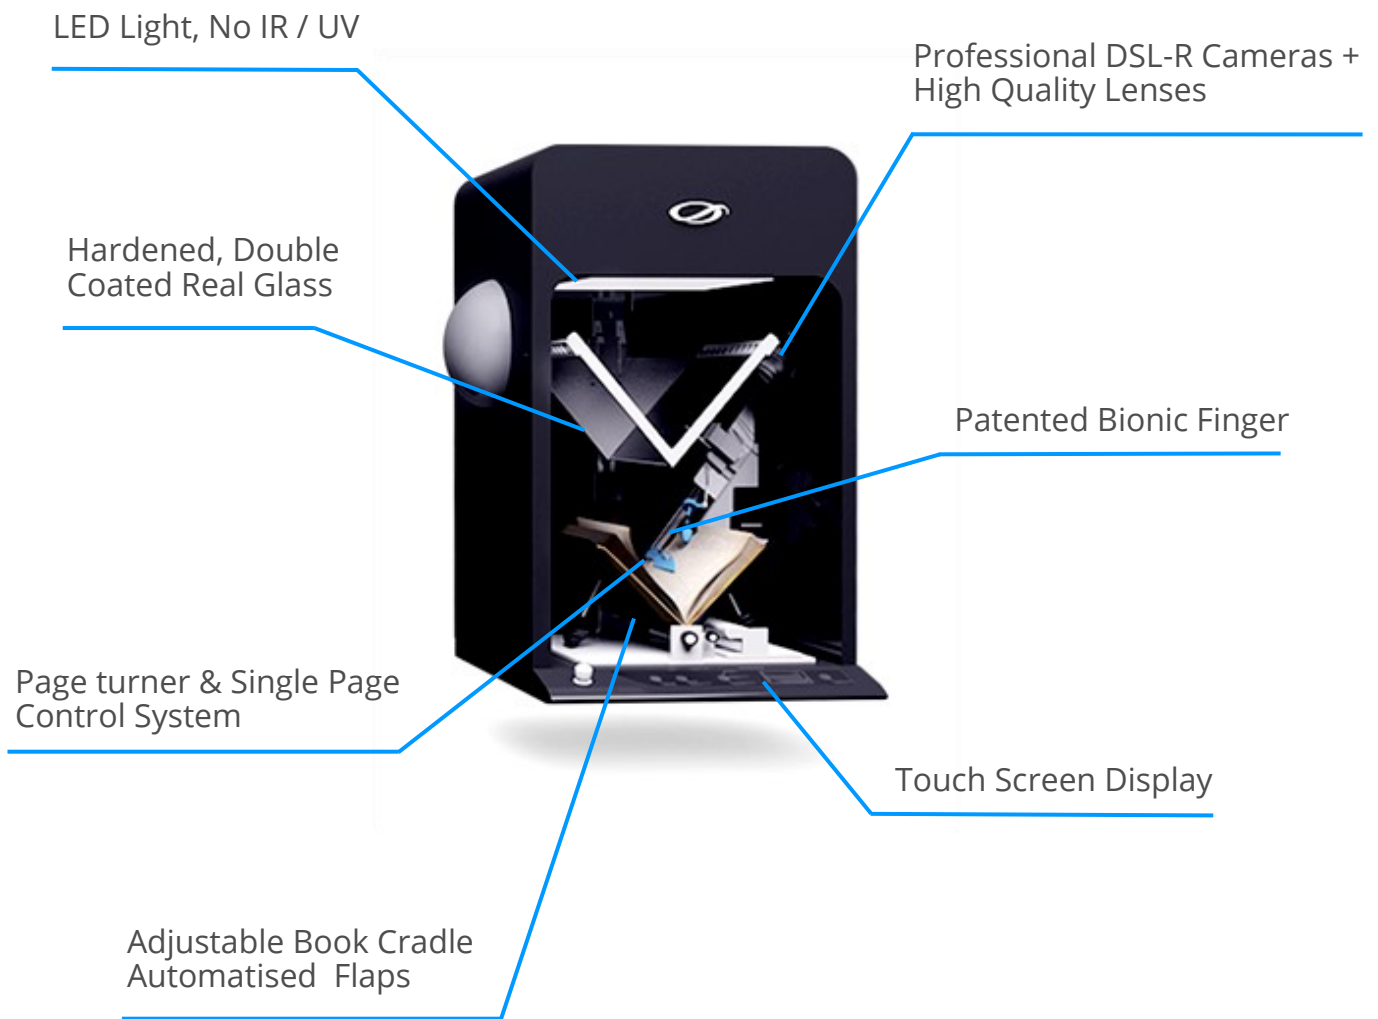 LED Light, No IR / UV
Professional DSL-R Cameras +
High Quality Lenses
Hardened, Double
Coated Real Glass
Patented Bionic Finger
Page turner & Single Page
Control System
Touch Screen Display
Adjustable Book Cradle
Automatised  Flaps